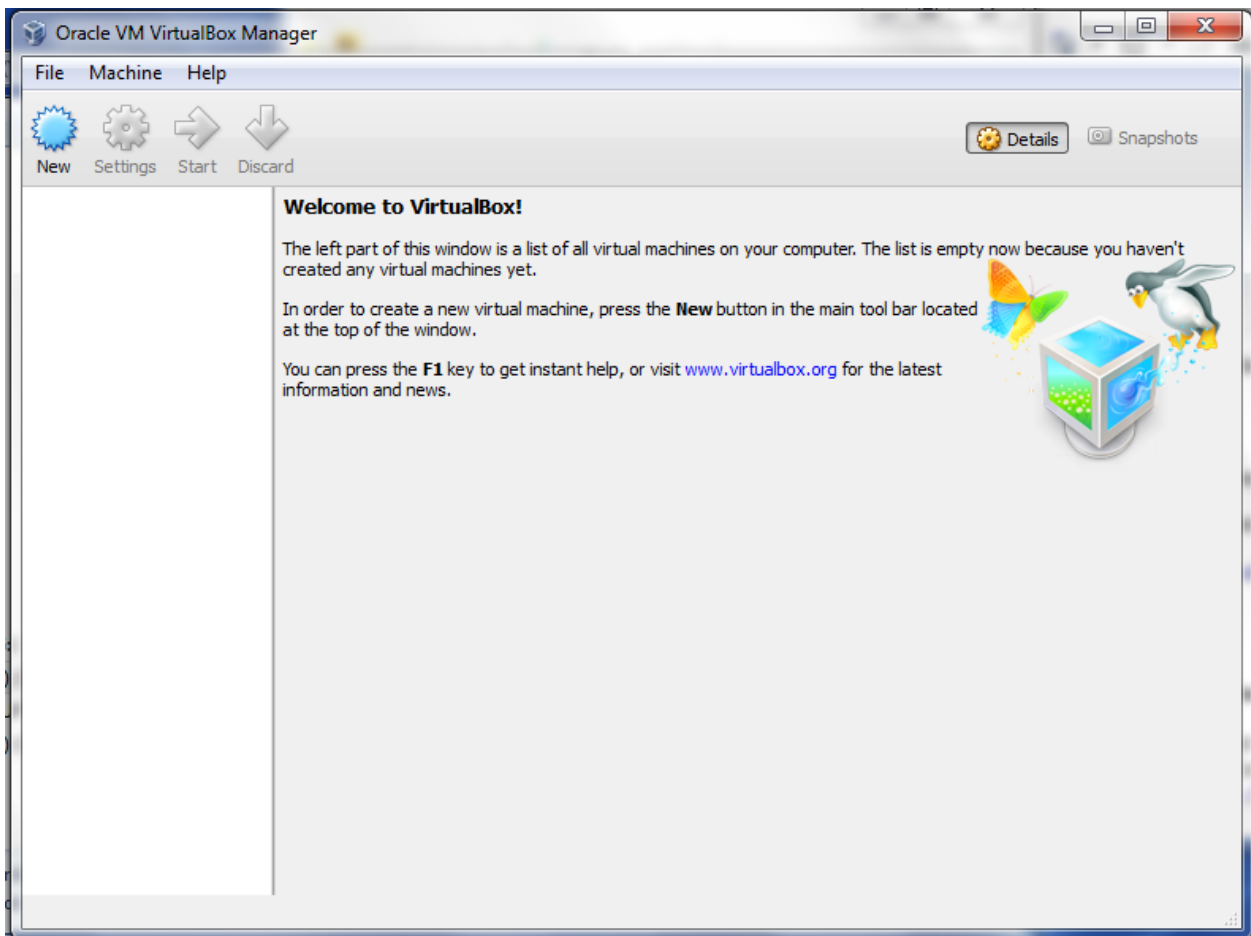 Oracle VM VirtualBox Manager
File Machine Help
New Settings Start Discard
Details Snapshots
Welcome to VirtualBox!
The left part of this window is a list of all virtual machines on your computer. The list is empty now because you haven't
created any virtual machines yet.
In order to create a new virtual machine, press the New button in the main tool bar located
at the top of the window.
You can press the F1 key to get instant help, or visit www.virtualbox.org for the latest
information and news.